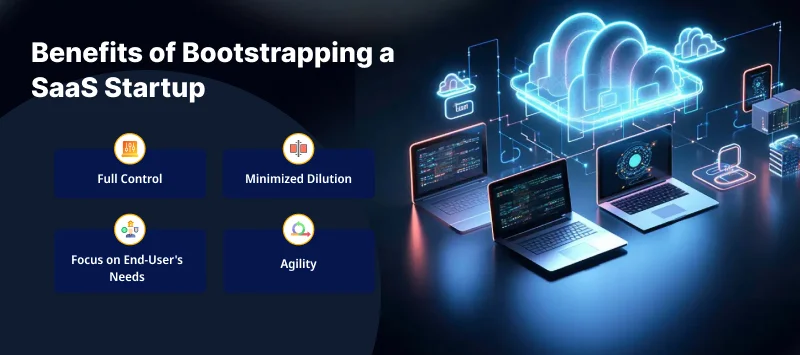 Benefits of Bootstrapping a
SaaS Startup
Full Control
Minimized Dilution
Focus on End-User's
Needs
Agility